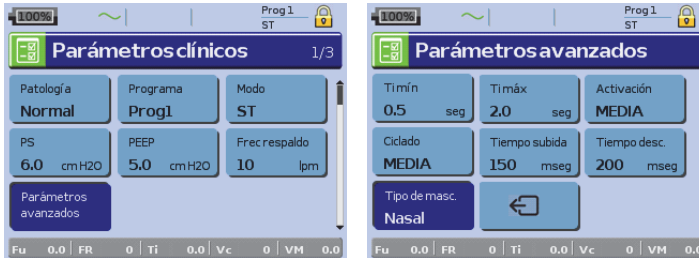 100%
Prog 1
ST
Parámetros clínicos 1/3
Patología
Normal
Programa
Prog1
Modo
ST
PS
6.0 cmH2O
PEEP
5.0 cmH2O
Frec respaldo
10 lpm
Parámetros
avanzados
Fu 0.0 FR 0 Ti 0.0 Vc 0 VM 0.0
100%
Prog 1
ST
Parámetros avanzados
Ti mín
0.5 seg
Ti máx
2.0 seg
Activación
MEDIA
Ciclado
MEDIA
Tiempo subida
150 mseg
Tiempo desc.
200 mseg
Tipo de masc.
Nasal
Fu 0.0 FR 0 Ti 0.0 Vc 0 VM 0.0